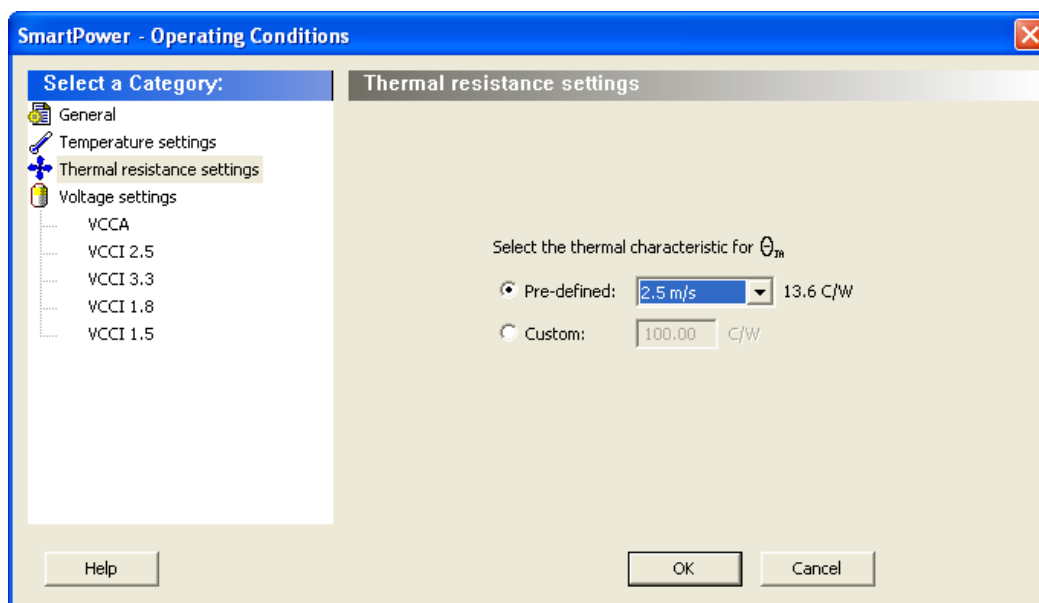 SmartPower - Operating Conditions
Select a Category:
General
Temperature settings
Thermal resistance settings
Voltage settings
VCCA
VCCI 2.5
VCCI 3.3
VCCI 1.8
VCCI 1.5
Thermal resistance settings
Select the thermal characteristic for θJA
Pre-defined: 2.5 m/s 13.6 C/W
Custom: 100.00 C/W
Help
OK
Cancel